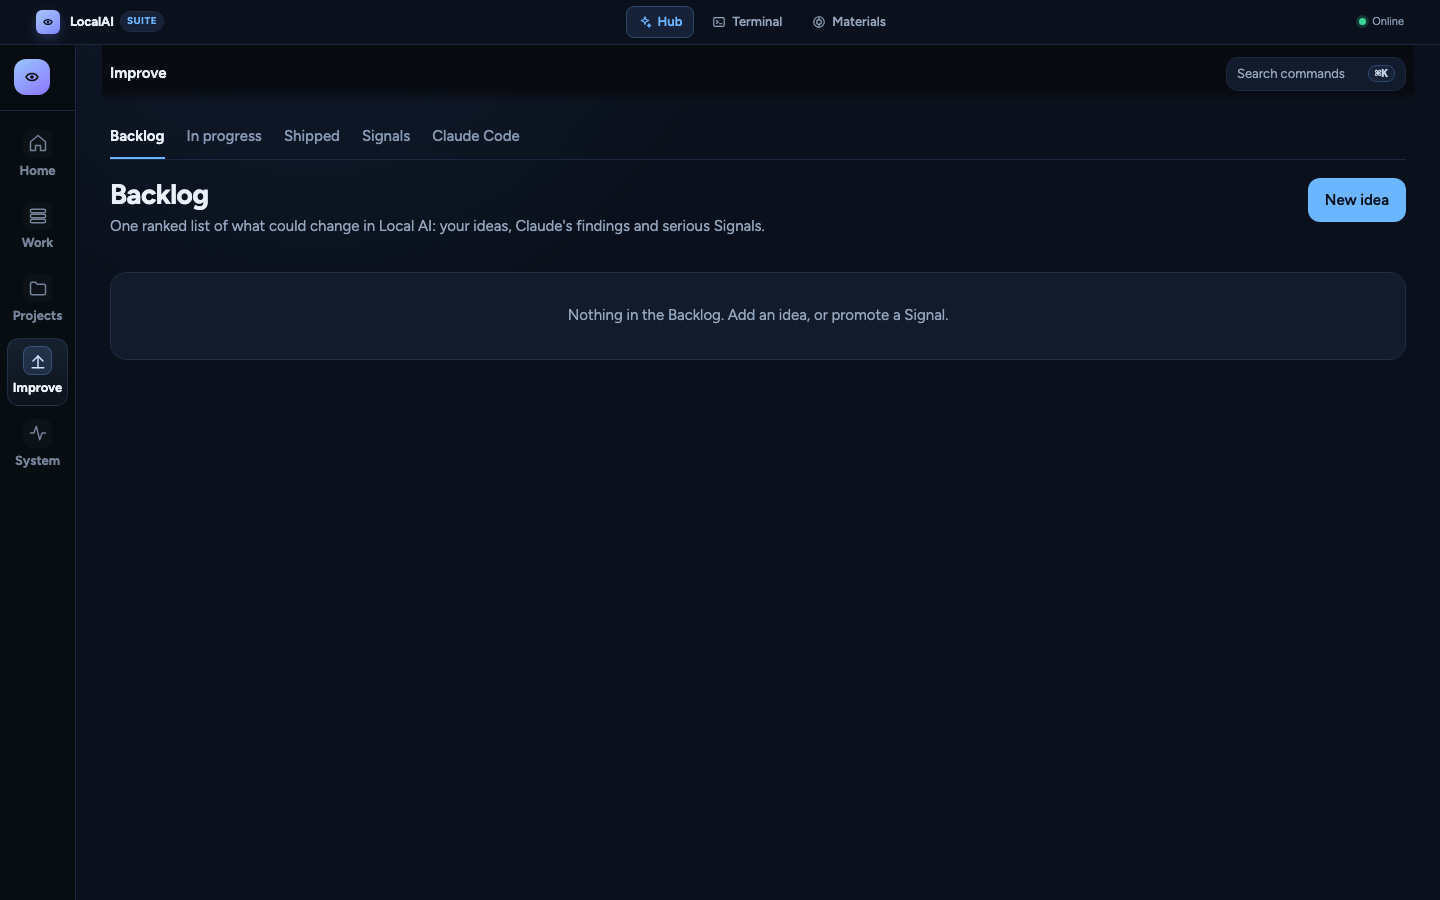 LocalAI SUITE
Hub
Terminal
Materials
Online
Improve
Search commands ⌘K
Home
Work
Projects
Improve
System
Backlog
In progress
Shipped
Signals
Claude Code
Backlog
New idea
One ranked list of what could change in Local AI: your ideas, Claude's findings and serious Signals.
Nothing in the Backlog. Add an idea, or promote a Signal.